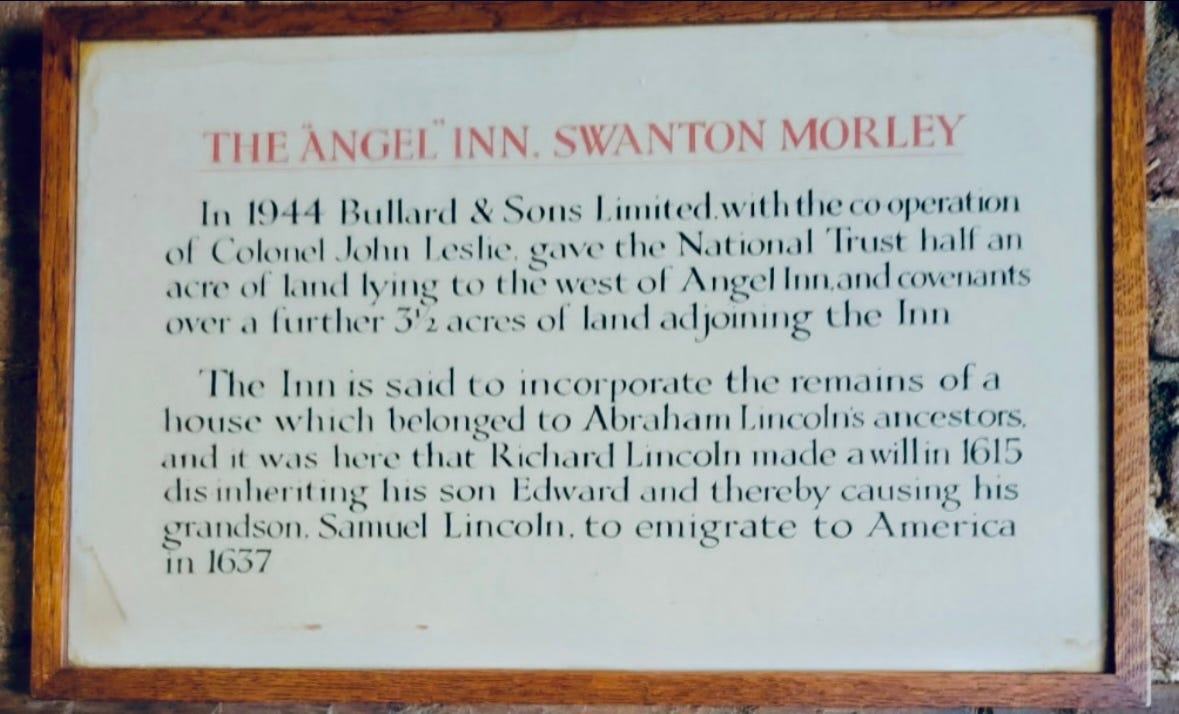 THE "ANGEL" INN. SWANTON MORLEY
In 1944 Bullard & Sons Limited, with the co operation
of Colonel John Leslie, gave the National Trust half an
acre of land lying to the west of Angel Inn, and covenants
over a further 3½ acres of land adjoining the Inn
The Inn is said to incorporate the remains of a
house which belonged to Abraham Lincoln's ancestors,
and it was here that Richard Lincoln made a will in 1615
disinheriting his son Edward and thereby causing his
grandson, Samuel Lincoln, to emigrate to America
in 1637